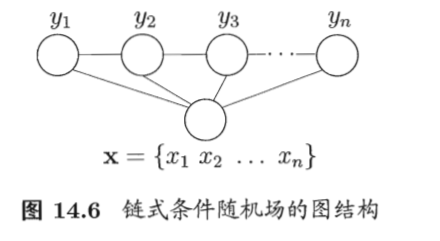 y₁ y₂ y₃ yₙ
···
x = {x₁ x₂ ... xₙ}
图 14.6 链式条件随机场的图结构